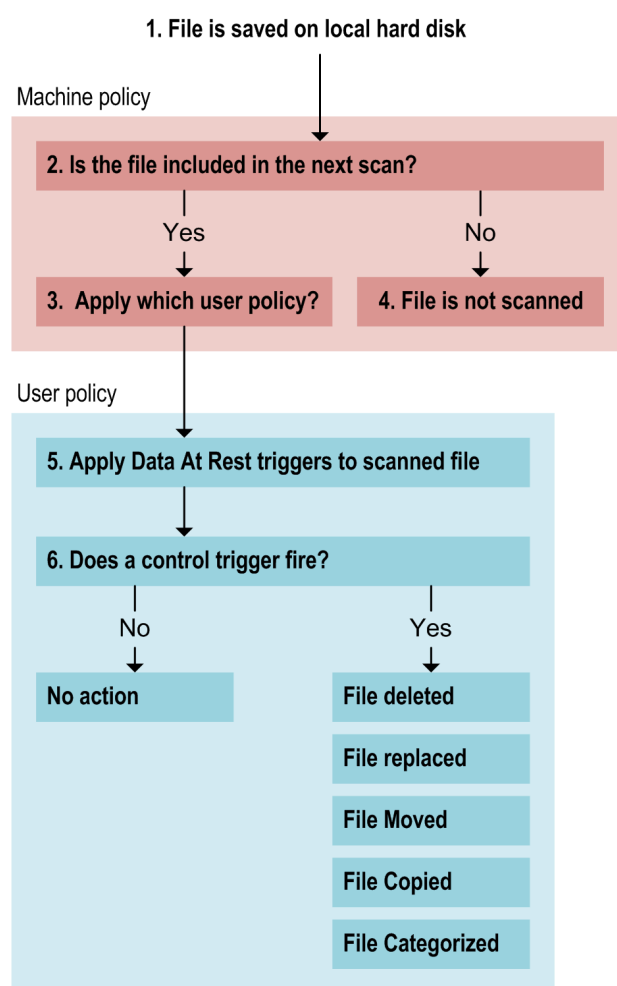 1. File is saved on local hard disk
Machine policy
2. Is the file included in the next scan?
Yes
No
3. Apply which user policy?
4. File is not scanned
User policy
5. Apply Data At Rest triggers to scanned file
6. Does a control trigger fire?
No
Yes
No action
File deleted
File replaced
File Moved
File Copied
File Categorized